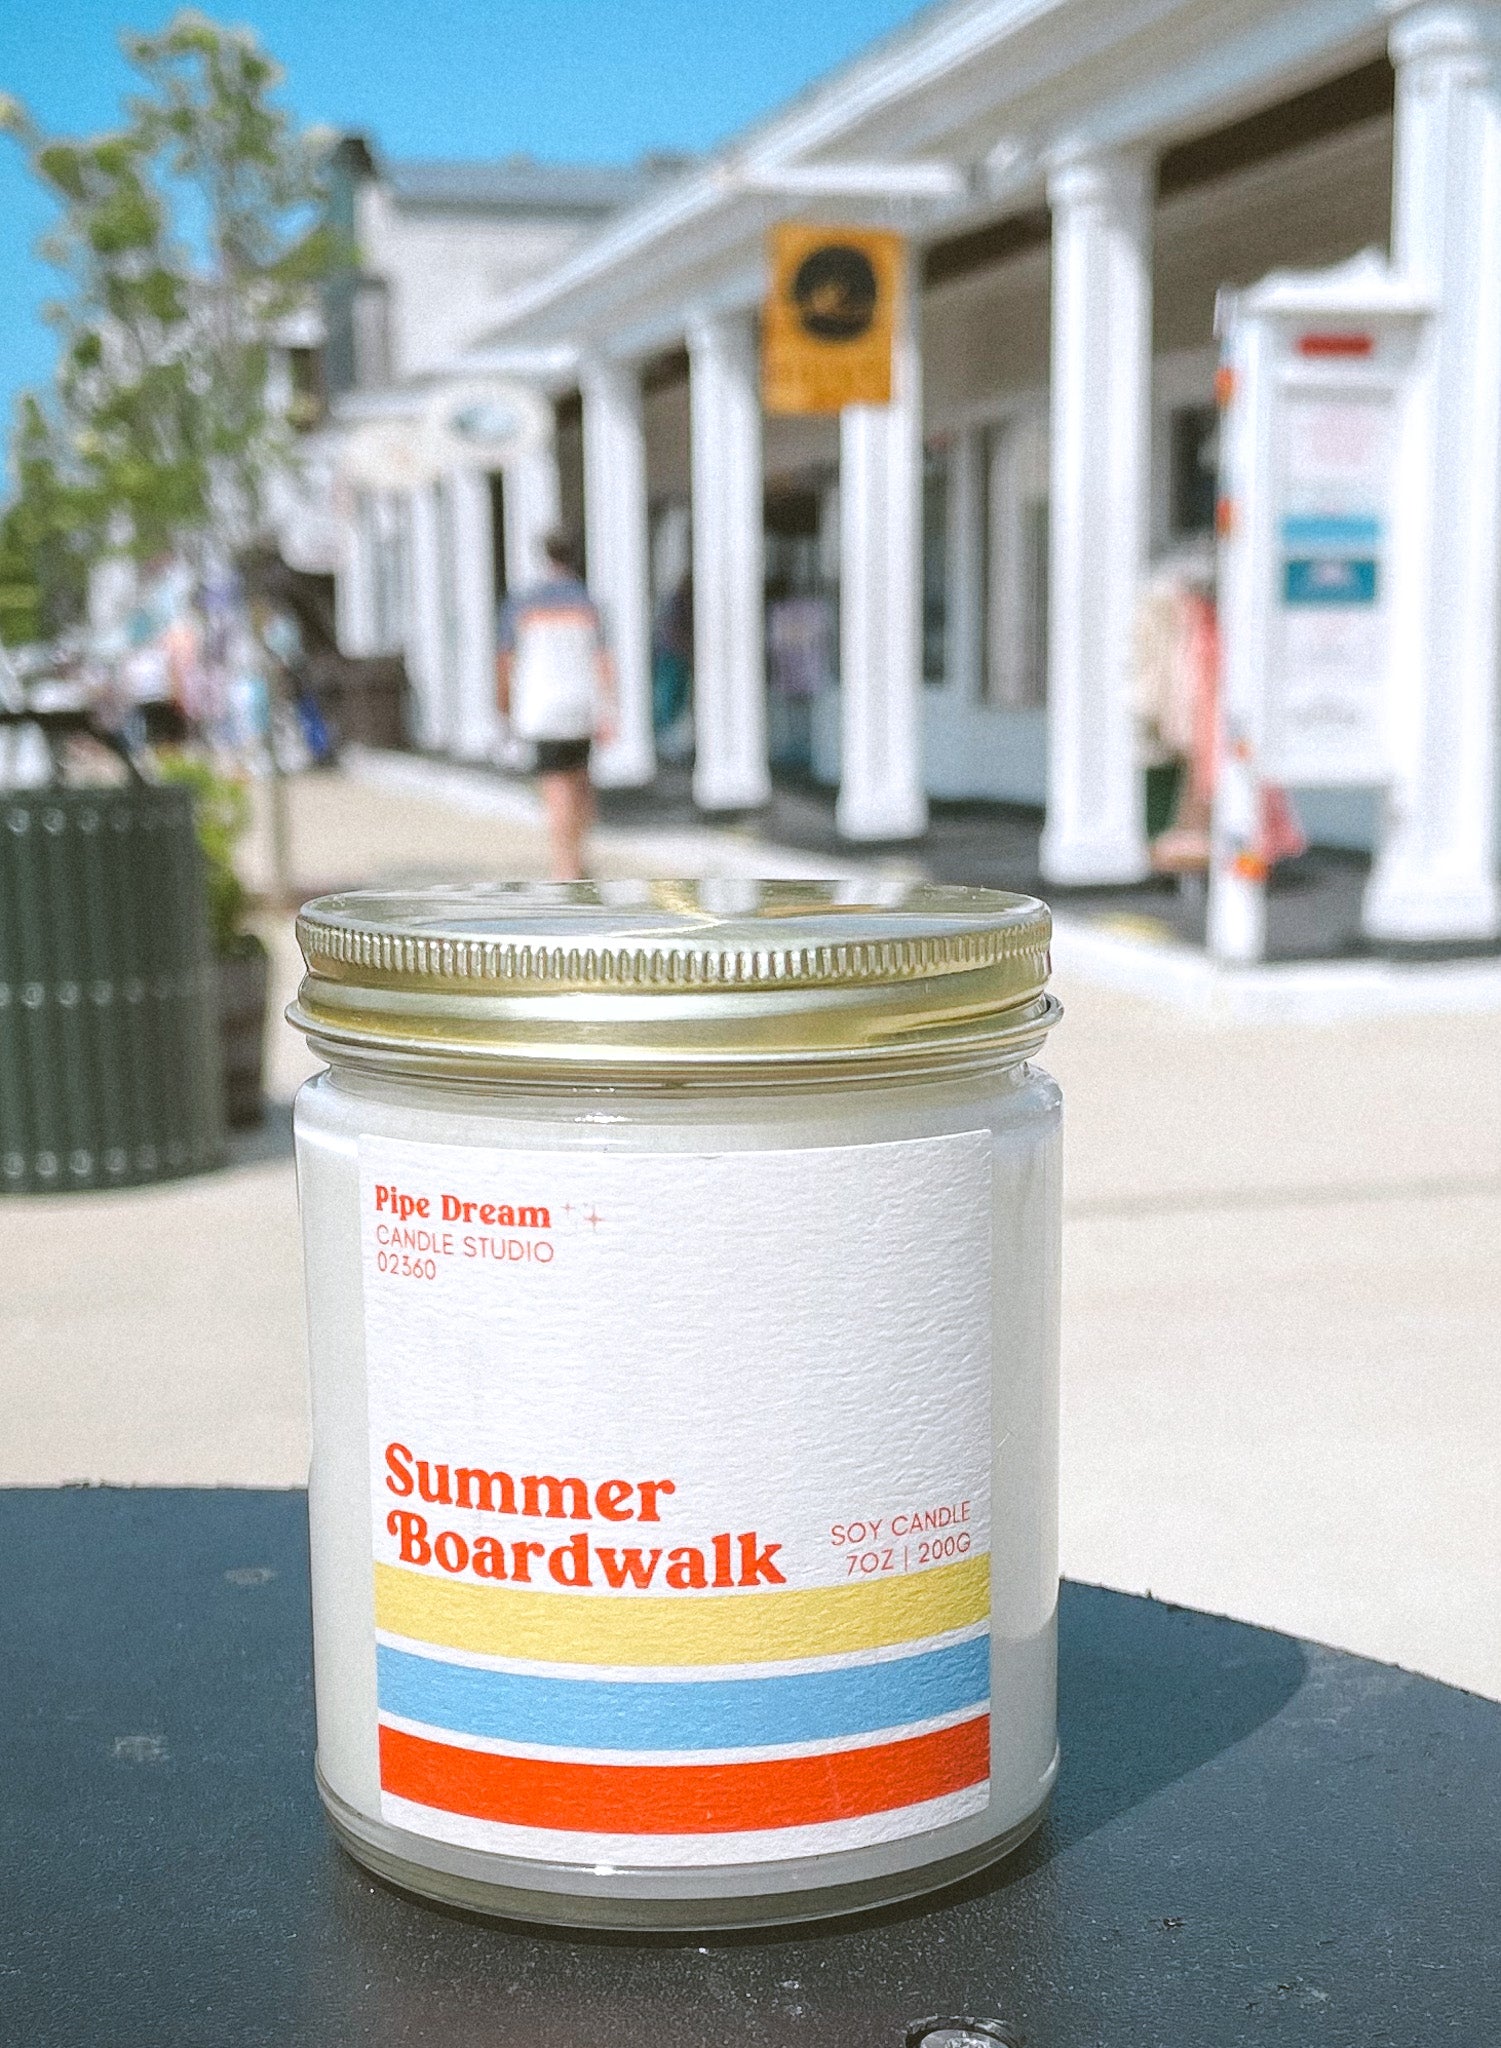 Pipe Dream
CANDLE STUDIO
02360
Summer
Boardwalk
SOY CANDLE
7OZ | 200G